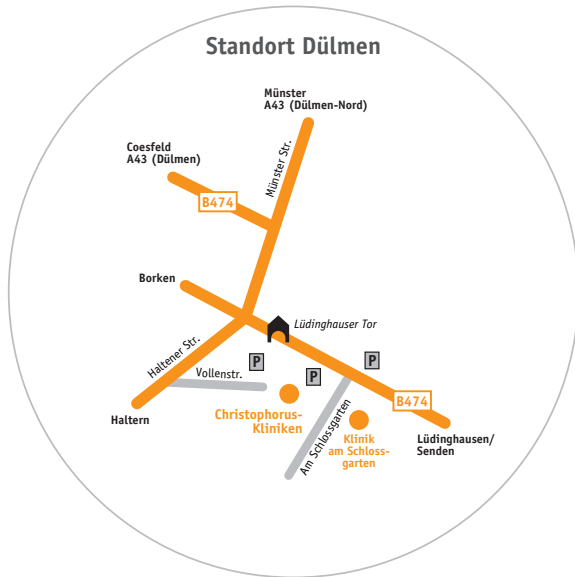 Standort Dülmen
Münster
A43 (Dülmen-Nord)
Coesfeld
A43 (Dülmen)
Münster Str.
B474
Borken
Lüdinghauser Tor
Haltener Str.
P
P
P
Vollenstr.
B474
Haltern
Christophorus-
Kliniken
Am Schlossgarten
Klinik
am Schloss-
garten
Lüdinghausen/
Senden